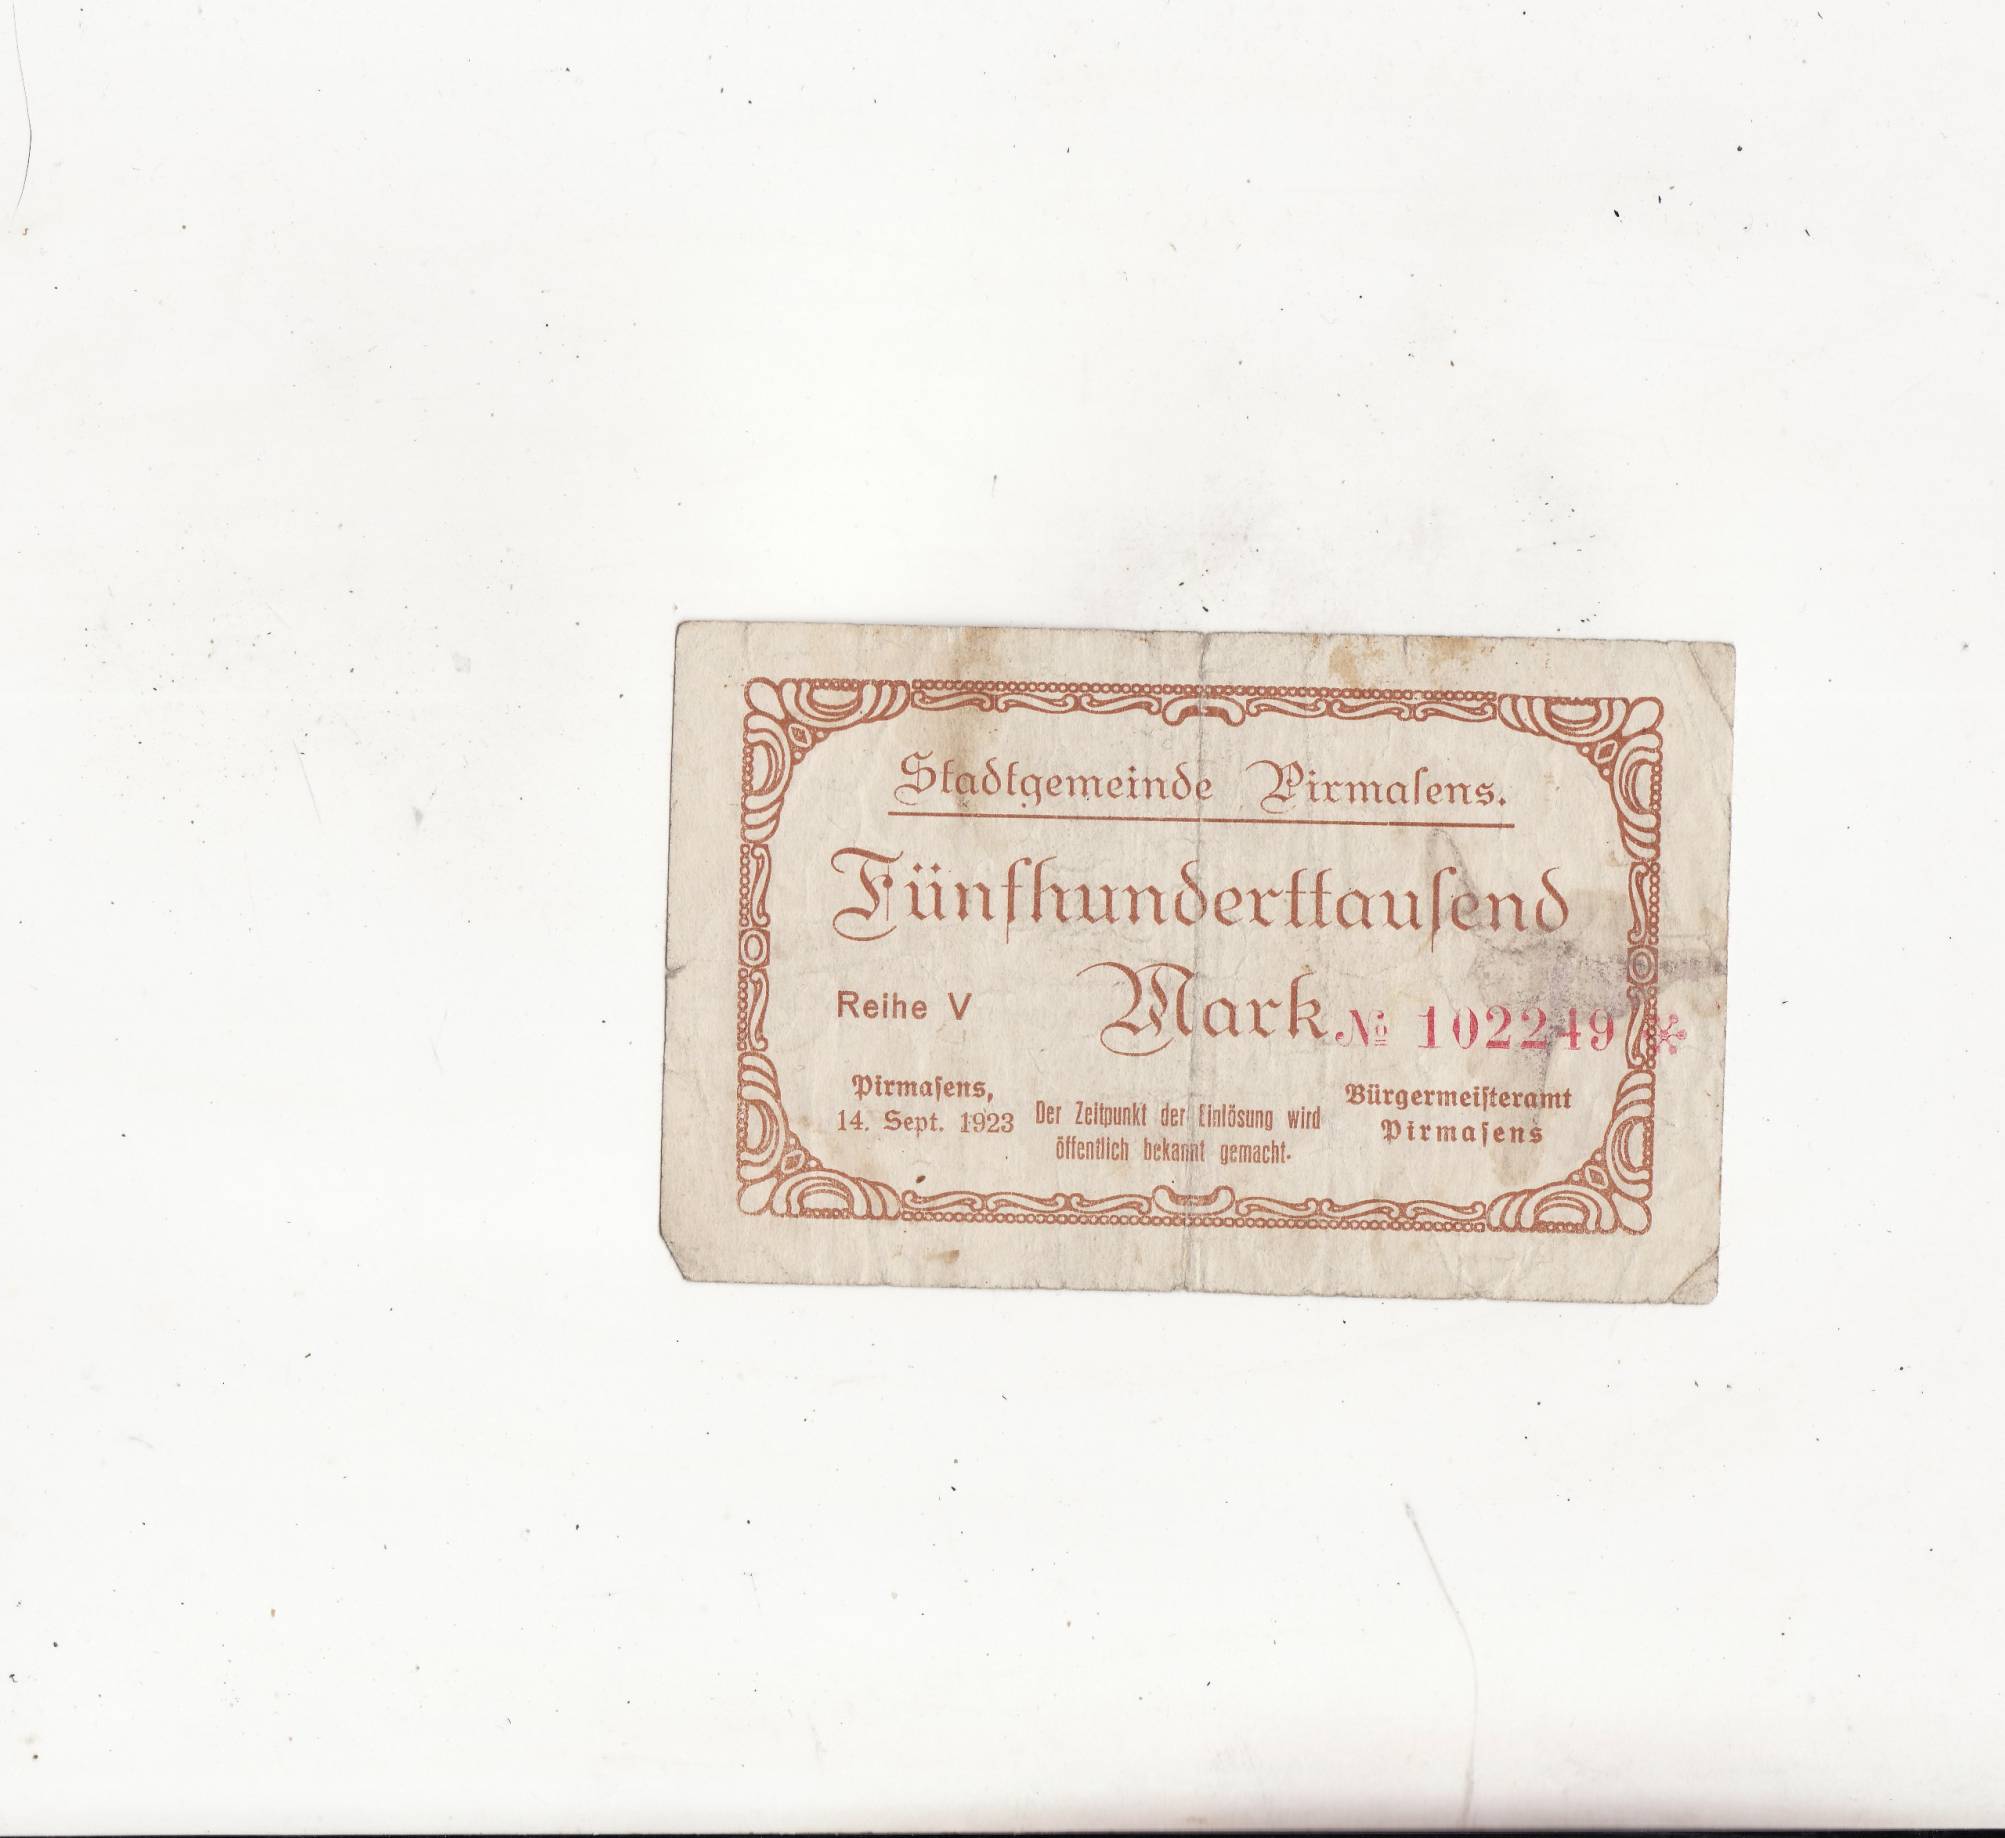 Stadtgemeinde Pirmaſens.
Fünfhunderttauſend
Mark
Reihe V
№ 102249 *
Pirmaſens,
14. Sept. 1923
Der Zeitpunkt der Einlösung wird
öffentlich bekannt gemacht.
Bürgermeiſteramt
Pirmaſens